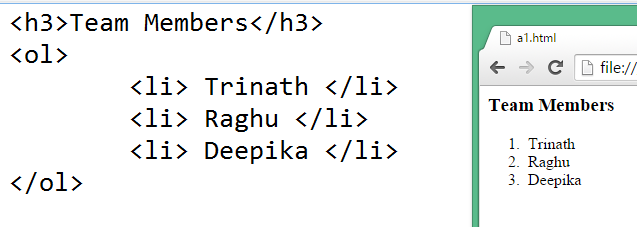 <h3>Team Members</h3>
<ol>
<li> Trinath </li>
<li> Raghu </li>
<li> Deepika </li>
</ol>
a1.html
file://
Team Members
1. Trinath
2. Raghu
3. Deepika